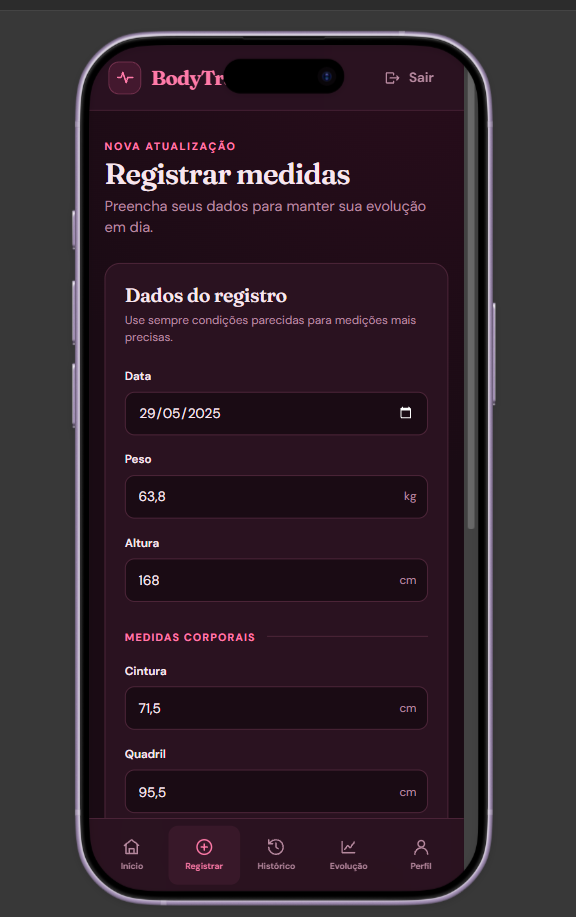 BodyTr
Sair
NOVA ATUALIZAÇÃO
Registrar medidas
Preencha seus dados para manter sua evolução
em dia.
Dados do registro
Use sempre condições parecidas para medições mais
precisas.
Data
29/05/2025
Peso
63,8 kg
Altura
168 cm
MEDIDAS CORPORAIS
Cintura
71,5 cm
Quadril
95,5 cm
Início Registrar Histórico Evolução Perfil